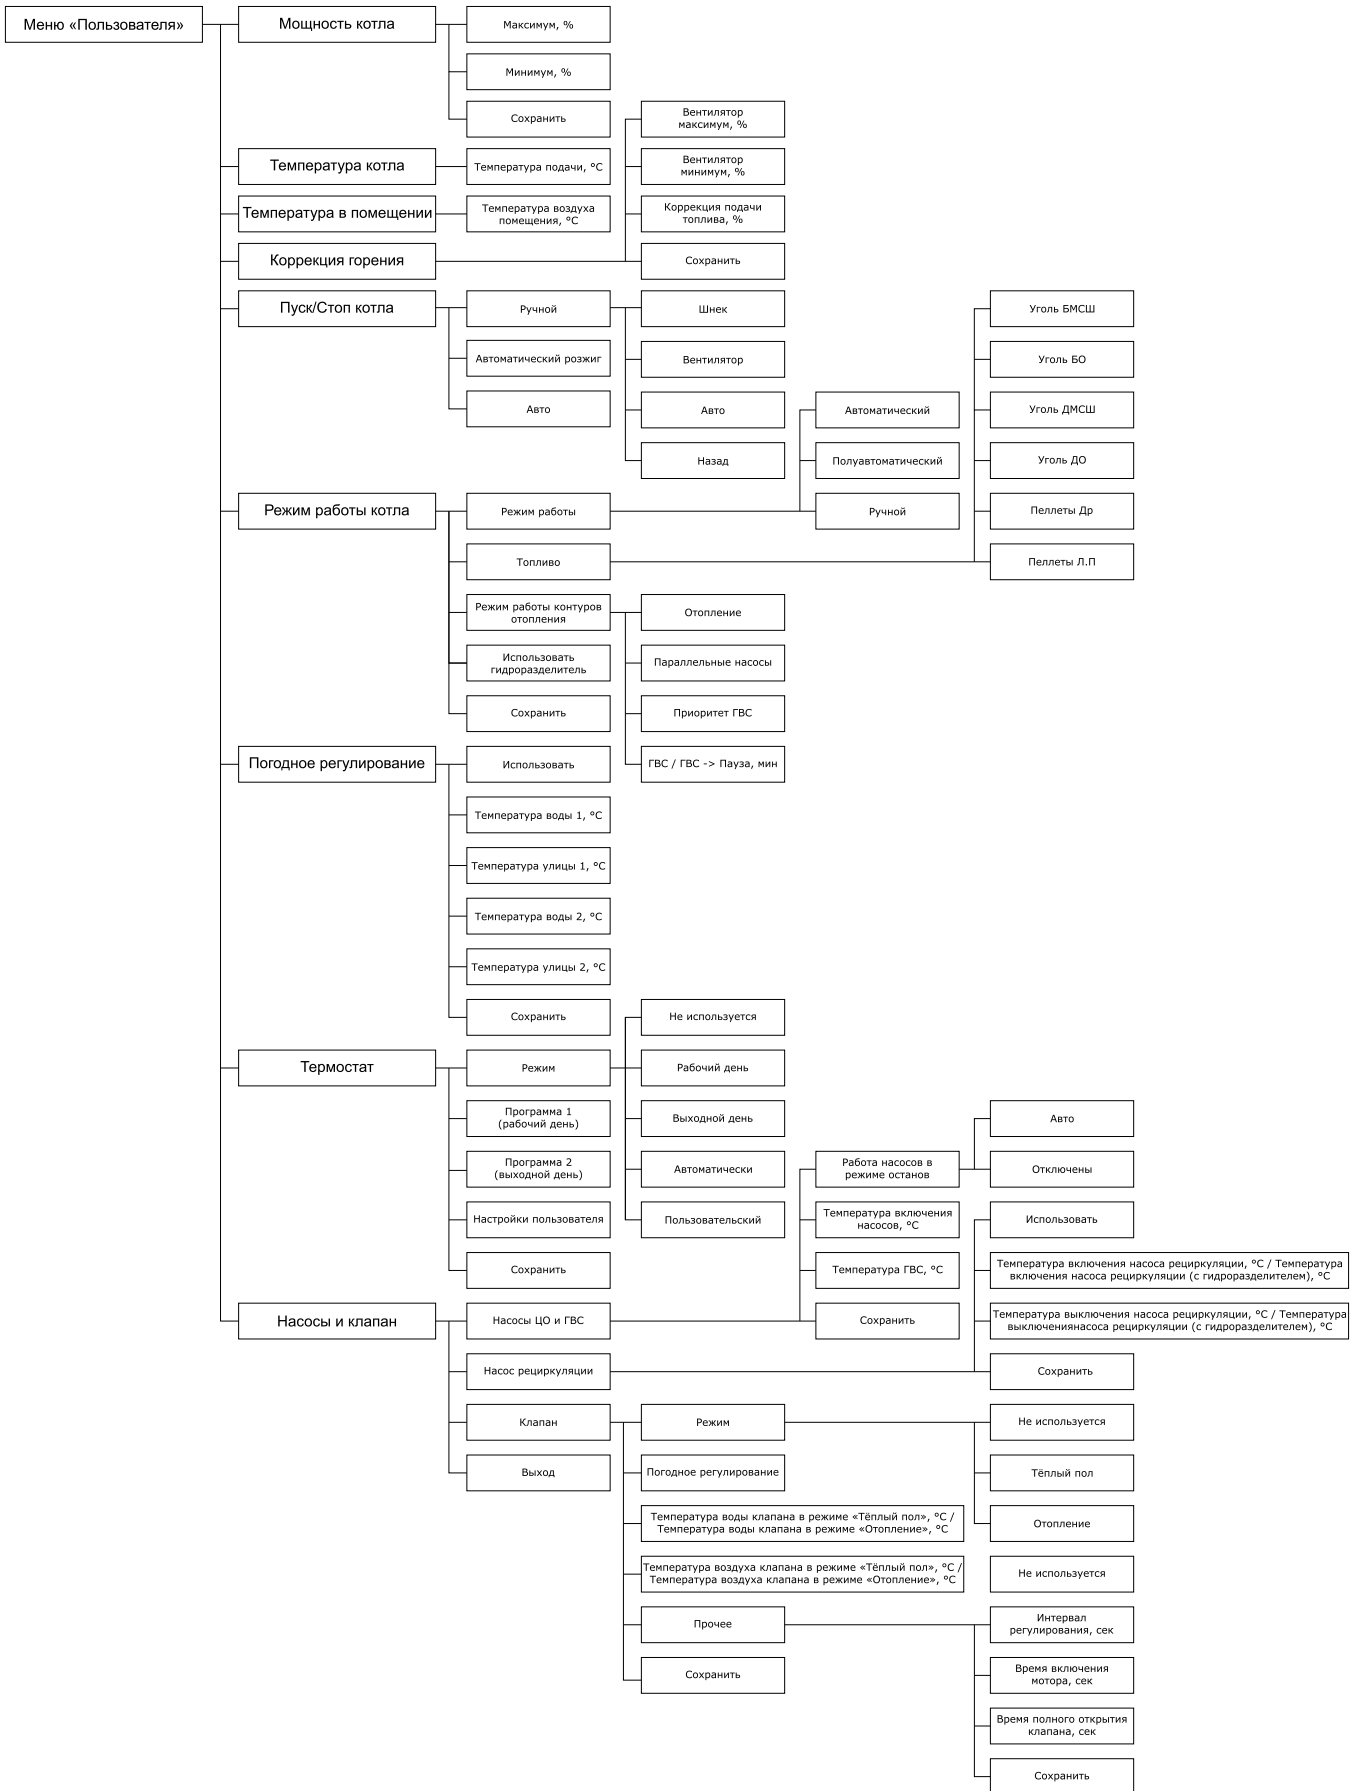 Меню «Пользователя»
Мощность котла
Максимум, %
Минимум, %
Сохранить
Температура котла
Температура подачи, °С
Температура в помещении
Температура воздуха
помещения, °С
Коррекция горения
Вентилятор
максимум, %
Вентилятор
минимум, %
Коррекция подачи
топлива, %
Сохранить
Пуск/Стоп котла
Ручной
Шнек
Вентилятор
Авто
Назад
Автоматический розжиг
Авто
Режим работы котла
Режим работы
Автоматический
Полуавтоматический
Ручной
Топливо
Уголь БМСШ
Уголь БО
Уголь ДМСШ
Уголь ДО
Пеллеты Др
Пеллеты Л.П
Режим работы контуров
отопления
Отопление
Параллельные насосы
Приоритет ГВС
ГВС / ГВС -> Пауза, мин
Использовать
гидроразделитель
Сохранить
Погодное регулирование
Использовать
Температура воды 1, °С
Температура улицы 1, °С
Температура воды 2, °С
Температура улицы 2, °С
Сохранить
Термостат
Режим
Не используется
Рабочий день
Выходной день
Автоматически
Пользовательский
Программа 1
(рабочий день)
Программа 2
(выходной день)
Настройки пользователя
Сохранить
Насосы и клапан
Насосы ЦО и ГВС
Работа насосов в
режиме останов
Авто
Отключены
Температура включения
насосов, °С
Температура ГВС, °С
Сохранить
Насос рециркуляции
Использовать
Температура включения насоса рециркуляции, °С / Температура
включения насоса рециркуляции (с гидроразделителем), °С
Температура выключения насоса рециркуляции, °С / Температура
выключениянасоса рециркуляции (с гидроразделителем), °С
Сохранить
Клапан
Режим
Не используется
Тёплый пол
Отопление
Погодное регулирование
Температура воды клапана в режиме «Тёплый пол», °С /
Температура воды клапана в режиме «Отопление», °С
Температура воздуха клапана в режиме «Тёплый пол», °С /
Температура воздуха клапана в режиме «Отопление», °С
Не используется
Прочее
Интервал
регулирования, сек
Время включения
мотора, сек
Время полного открытия
клапана, сек
Сохранить
Сохранить
Выход